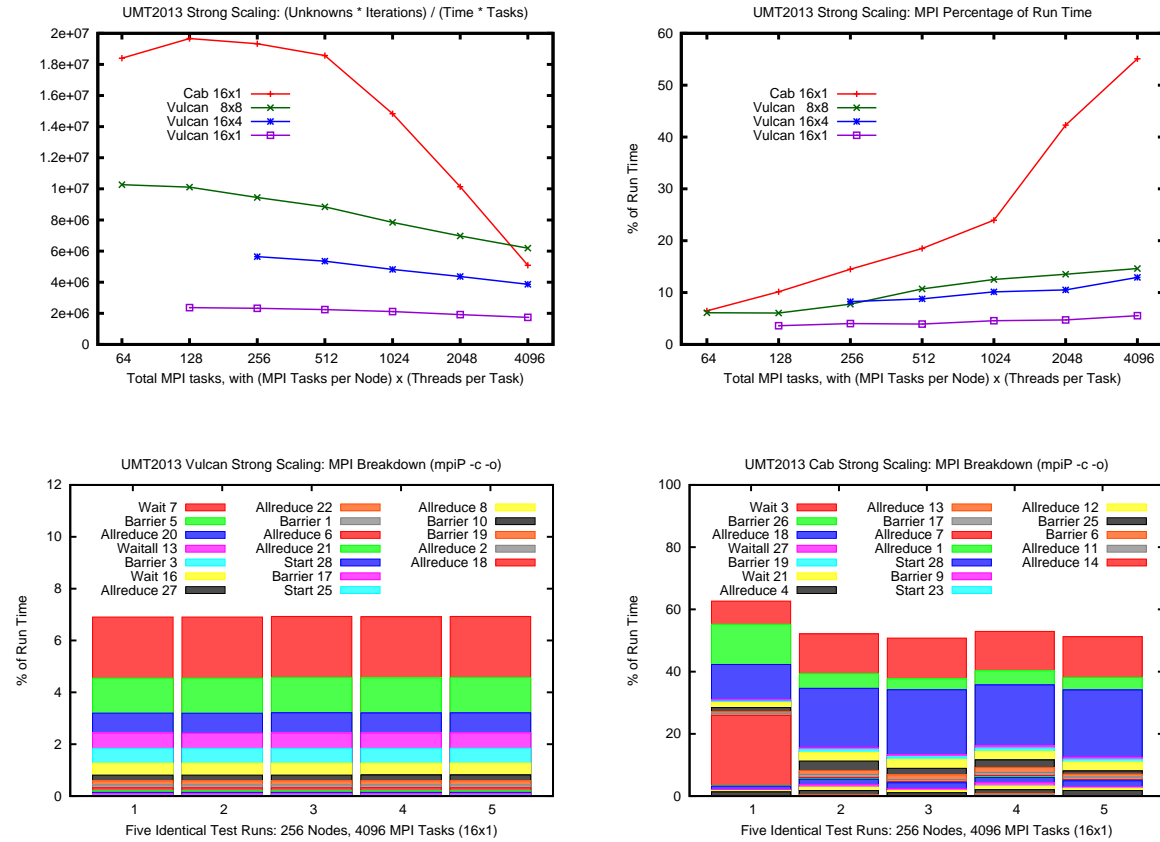 UMT2013 Strong Scaling: (Unknowns * Iterations) / (Time * Tasks)
2e+07
1.8e+07
1.6e+07
1.4e+07
1.2e+07
1e+07
8e+06
6e+06
4e+06
2e+06
0
Cab 16x1
Vulcan 8x8
Vulcan 16x4
Vulcan 16x1
64 128 256 512 1024 2048 4096
Total MPI tasks, with (MPI Tasks per Node) x (Threads per Task)
UMT2013 Strong Scaling: MPI Percentage of Run Time
% of Run Time
60
50
40
30
20
10
0
Cab 16x1
Vulcan 8x8
Vulcan 16x4
Vulcan 16x1
64 128 256 512 1024 2048 4096
Total MPI tasks, with (MPI Tasks per Node) x (Threads per Task)
UMT2013 Vulcan Strong Scaling: MPI Breakdown (mpiP -c -o)
% of Run Time
12
10
8
6
4
2
0
Wait 7 Allreduce 22 Allreduce 8
Barrier 5 Barrier 1 Barrier 10
Allreduce 20 Allreduce 6 Barrier 19
Waitall 13 Allreduce 21 Allreduce 2
Barrier 3 Start 28 Allreduce 18
Wait 16 Barrier 17
Allreduce 27 Start 25
1 2 3 4 5
Five Identical Test Runs: 256 Nodes, 4096 MPI Tasks (16x1)
UMT2013 Cab Strong Scaling: MPI Breakdown (mpiP -c -o)
% of Run Time
100
80
60
40
20
0
Wait 3 Allreduce 13 Allreduce 12
Barrier 26 Barrier 17 Barrier 25
Allreduce 18 Allreduce 7 Barrier 6
Waitall 27 Allreduce 1 Allreduce 11
Barrier 19 Start 28 Allreduce 14
Wait 21 Barrier 9
Allreduce 4 Start 23
1 2 3 4 5
Five Identical Test Runs: 256 Nodes, 4096 MPI Tasks (16x1)